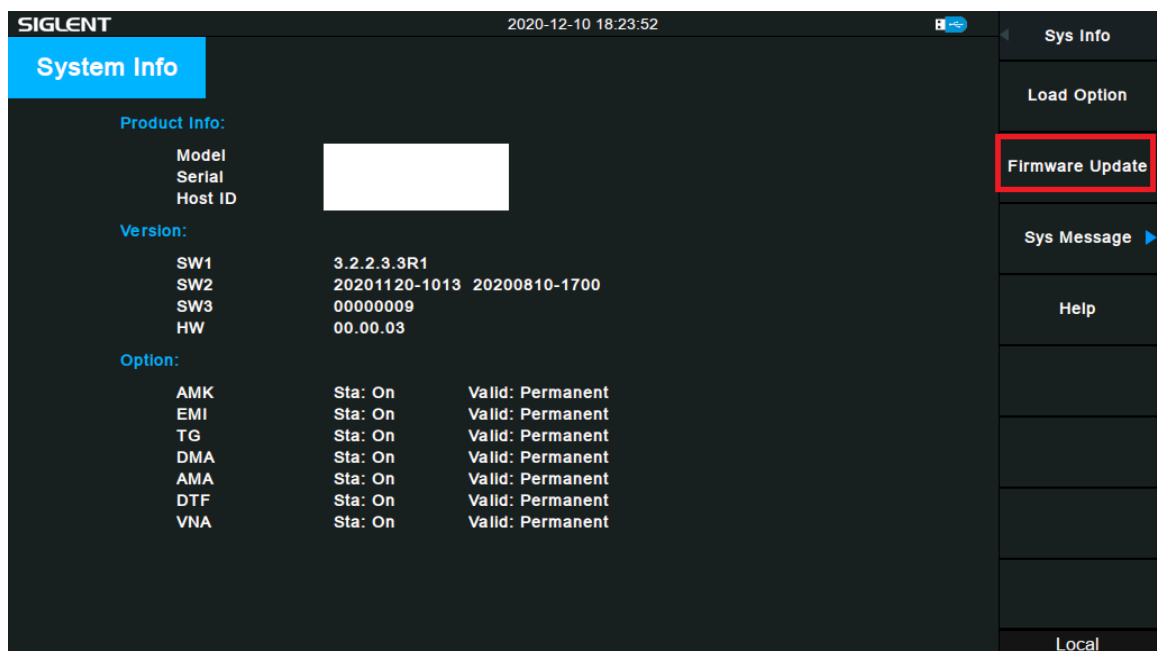 SIGLENT 2020-12-10 18:23:52
System Info
Product Info:
Model
Serial
Host ID
Version:
SW1 3.2.2.3.3R1
SW2 20201120-1013 20200810-1700
SW3 00000009
HW 00.00.03
Option:
AMK Sta: On Valid: Permanent
EMI Sta: On Valid: Permanent
TG Sta: On Valid: Permanent
DMA Sta: On Valid: Permanent
AMA Sta: On Valid: Permanent
DTF Sta: On Valid: Permanent
VNA Sta: On Valid: Permanent
Sys Info
Load Option
Firmware Update
Sys Message
Help
Local